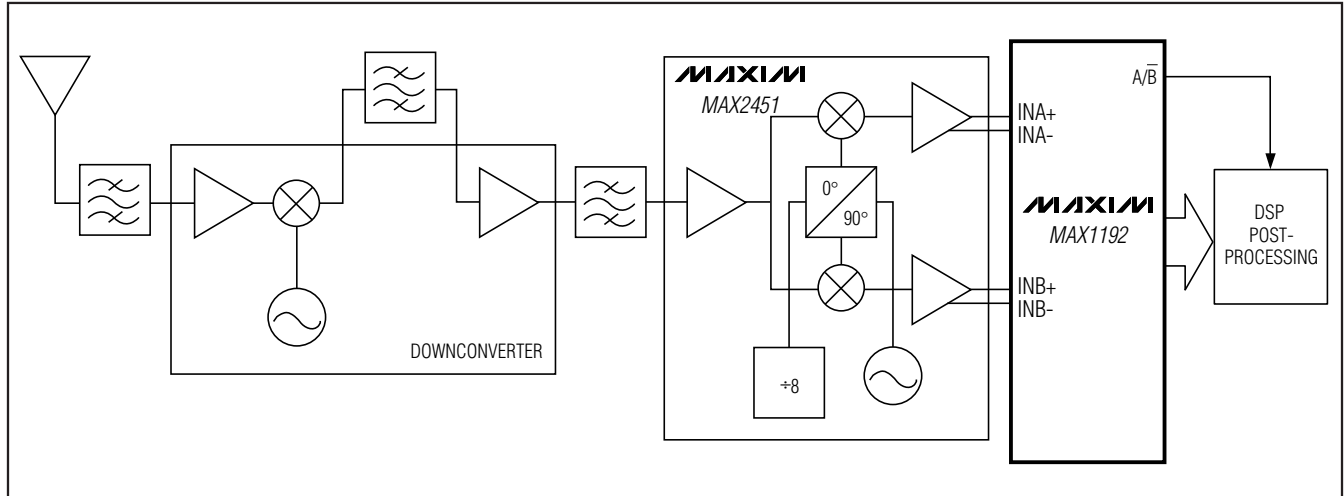 DOWNCONVERTER
MAXIM
MAX2451
0°
90°
÷8
INA+
INA-
INB+
INB-
A/B̅
MAXIM
MAX1192
DSP
POST-
PROCESSING